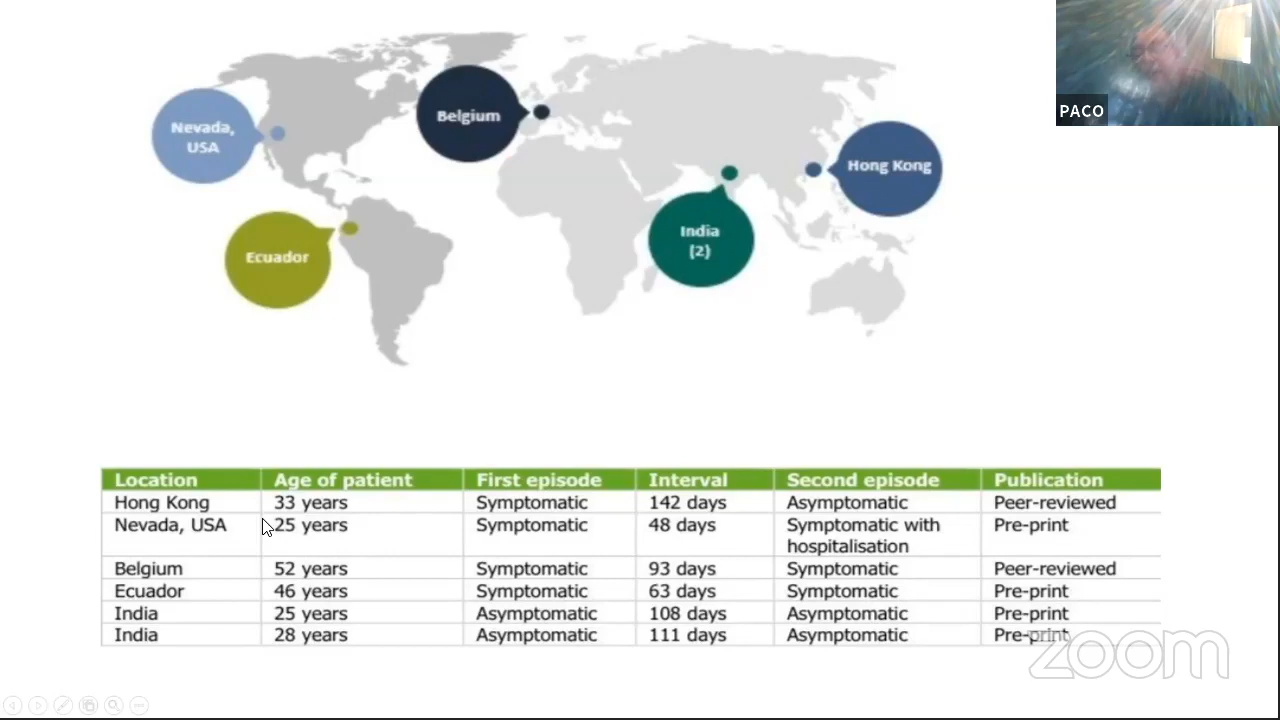 PACO
Nevada,
USA
Belgium
Hong Kong
India
(2)
Ecuador
Location Age of patient First episode Interval Second episode Publication
Hong Kong 33 years Symptomatic 142 days Asymptomatic Peer-reviewed
Nevada, USA 25 years Symptomatic 48 days Symptomatic with hospitalisation Pre-print
Belgium 52 years Symptomatic 93 days Symptomatic Peer-reviewed
Ecuador 46 years Symptomatic 63 days Symptomatic Pre-print
India 25 years Asymptomatic 108 days Asymptomatic Pre-print
India 28 years Asymptomatic 111 days Asymptomatic Pre-print
zoom